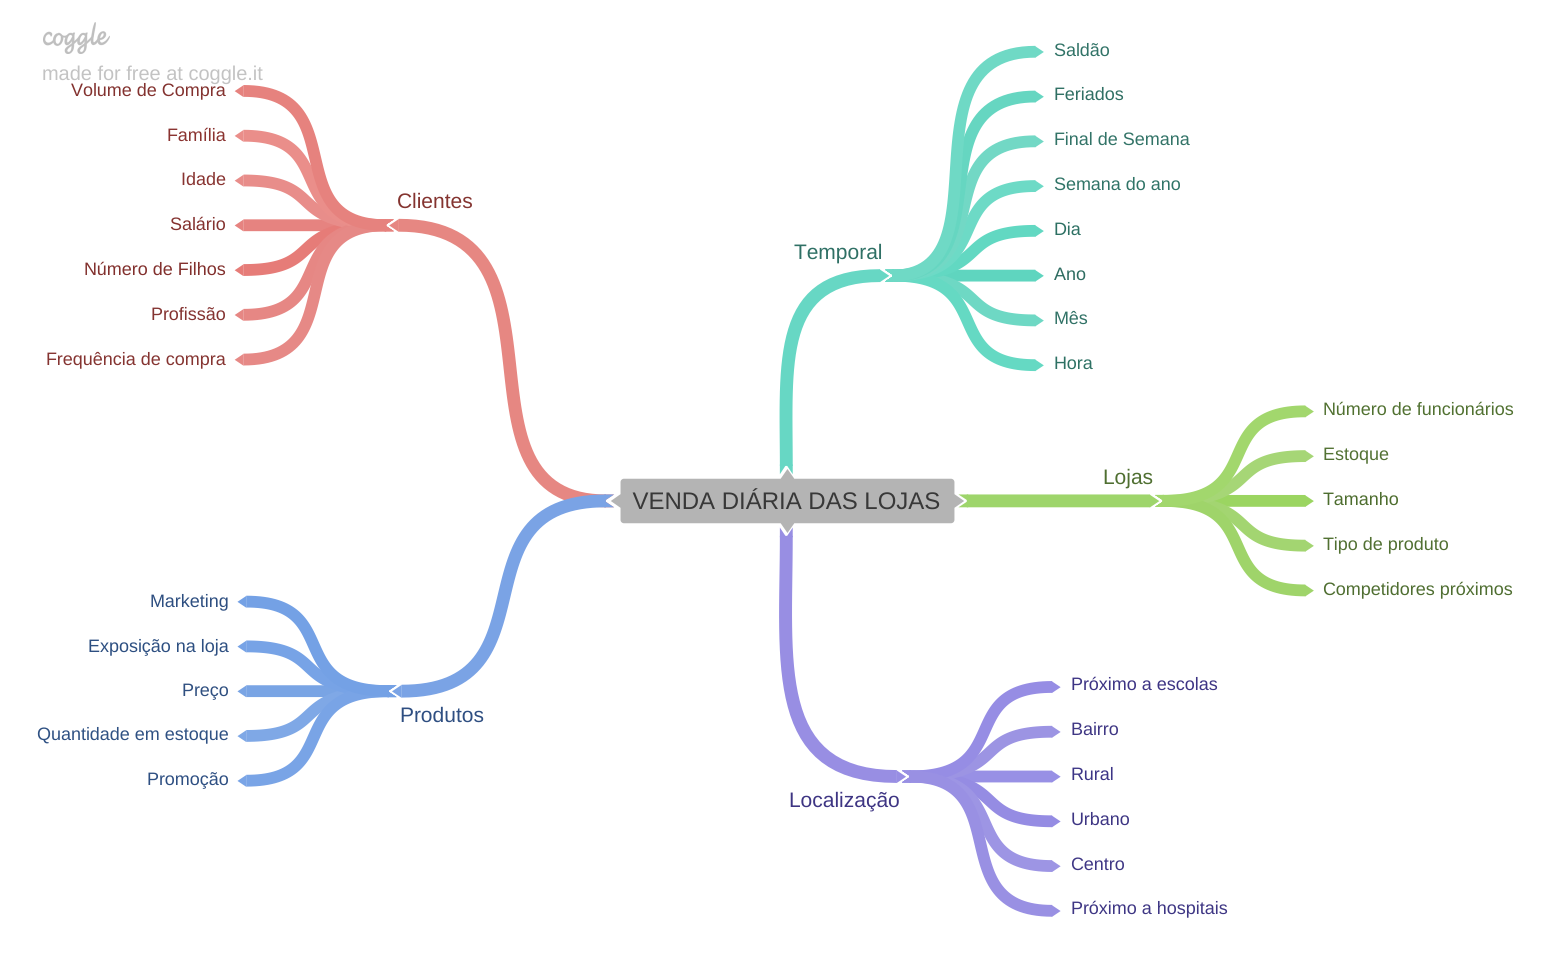 coggle
made for free at coggle.it
Volume de Compra
Família
Idade
Salário
Número de Filhos
Profissão
Frequência de compra
Clientes
Saldão
Feriados
Final de Semana
Semana do ano
Dia
Ano
Mês
Hora
Temporal
Número de funcionários
Estoque
Tamanho
Tipo de produto
Competidores próximos
Lojas
VENDA DIÁRIA DAS LOJAS
Marketing
Exposição na loja
Preço
Quantidade em estoque
Promoção
Produtos
Próximo a escolas
Bairro
Rural
Urbano
Centro
Próximo a hospitais
Localização